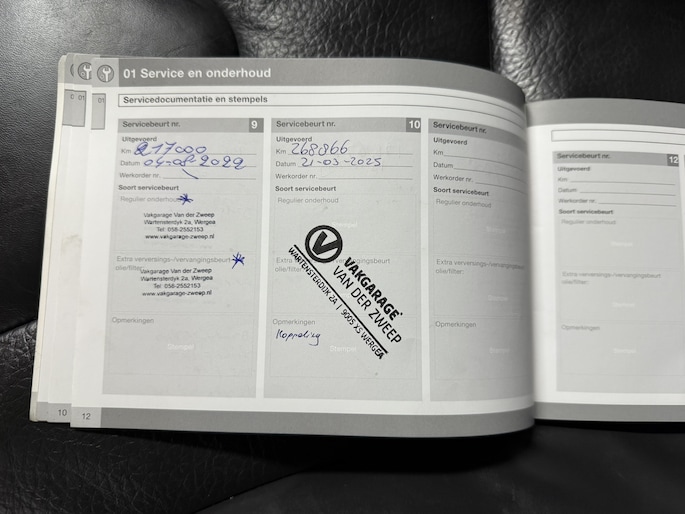 01 Service en onderhoud
Servicedocumentatie en stempels
Servicebeurt nr. 9
Uitgevoerd
Km 217000
Datum 04-08-2022
Werkorder nr.
Soort servicebeurt
Regulier onderhoud
Vakgarage Van der Zweep
Wartensterdyk 2a, Wergea
Tel: 058-2552153
www.vakgarage-zweep.nl
Extra verversings-/vervangingsbeurt
olie/filter:
Vakgarage Van der Zweep
Wartensterdyk 2a, Wergea
Tel: 058-2552153
www.vakgarage-zweep.nl
Opmerkingen
Stempel
Servicebeurt nr. 10
Uitgevoerd
Km 268866
Datum 21-03-2025
Werkorder nr.
Soort servicebeurt
Regulier onderhoud
VAKGARAGE
VAN DER ZWEEP
WARTENSTERDIJK 2A | 9005 XS WERGEA
Extra verversings-/vervangingsbeurt
olie/filter:
Opmerkingen
Koppeling
Stempel
Servicebeurt nr.
Uitgevoerd
Km
Datum
Werkorder nr.
Soort servicebeurt
Regulier onderhoud
Extra verversings-/vervangingsbeurt
olie/filter:
Opmerkingen
Servicebeurt nr. 12
Uitgevoerd
Km
Datum
Werkorder nr.
Soort servicebeurt
Regulier onderhoud
Extra verversings-/vervangingsbeurt
olie/filter:
Opmerkingen
10
12
01
01